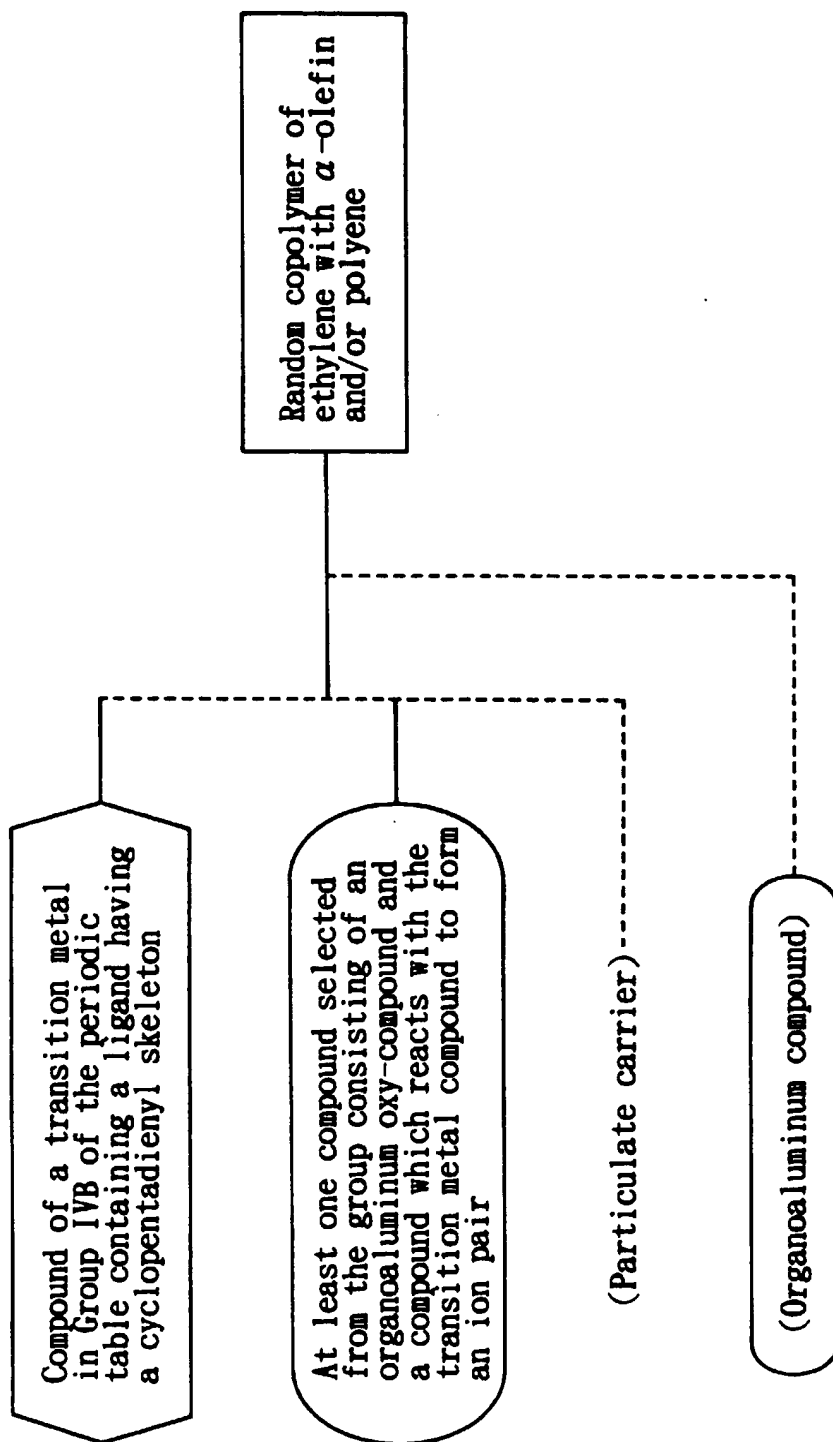 Compound of a transition metal
in Group IVB of the periodic
table containing a ligand having
a cyclopentadienyl skeleton
At least one compound selected
from the group consisting of an
organoaluminum oxy-compound and
a compound which reacts with the
transition metal compound to form
an ion pair
(Particulate carrier)
(Organoaluminum compound)
Random copolymer of
ethylene with α-olefin
and/or polyene